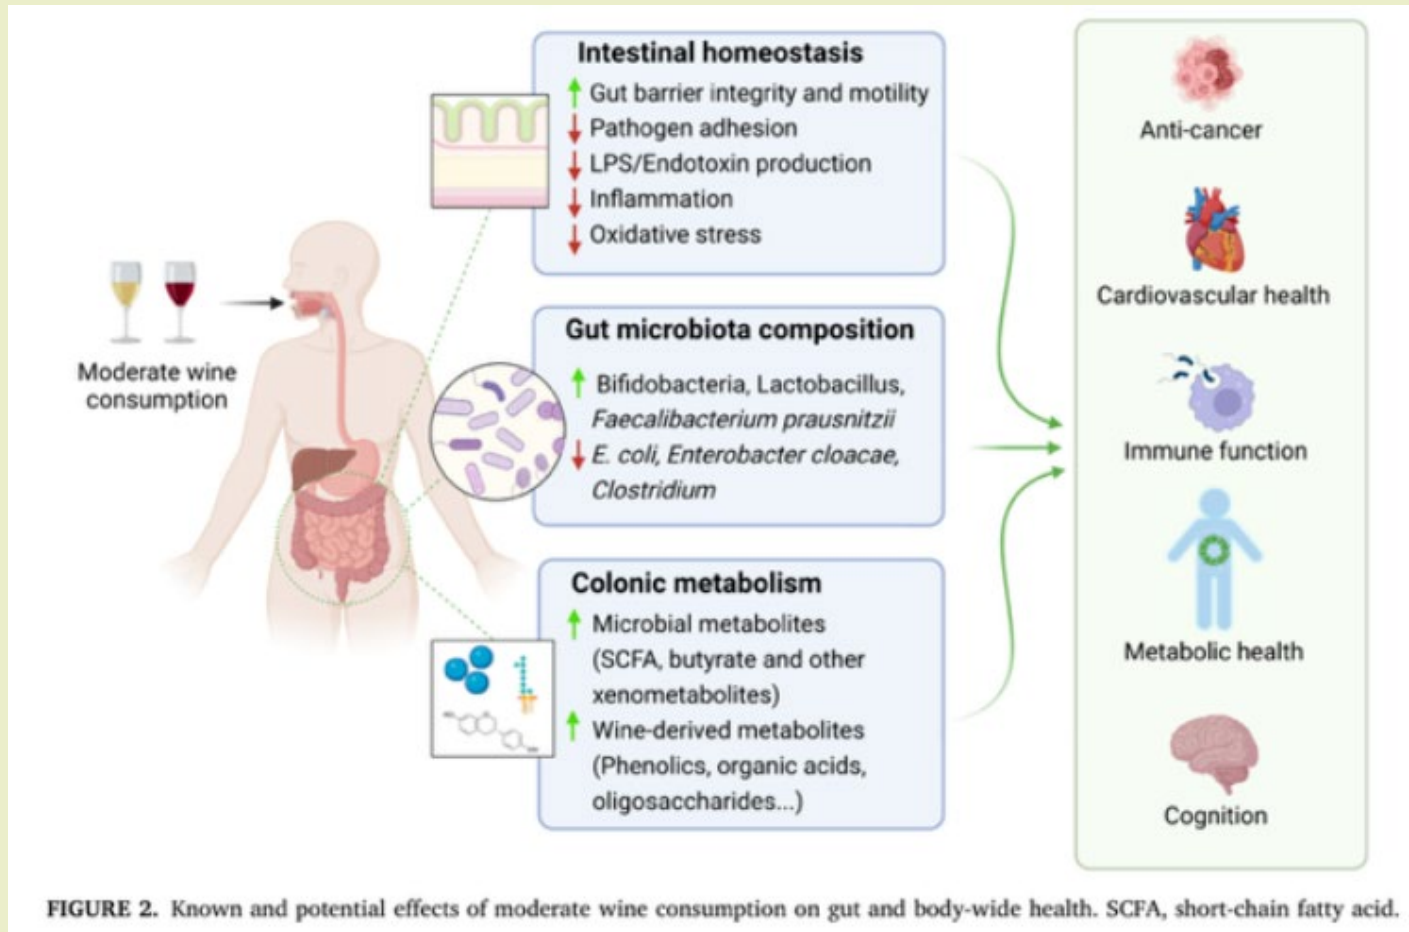 Moderate wine
consumption
Intestinal homeostasis
Gut barrier integrity and motility
Pathogen adhesion
LPS/Endotoxin production
Inflammation
Oxidative stress
Gut microbiota composition
Bifidobacteria, Lactobacillus,
Faecalibacterium prausnitzii
E. coli, Enterobacter cloacae,
Clostridium
Colonic metabolism
Microbial metabolites
(SCFA, butyrate and other
xenometabolites)
Wine-derived metabolites
(Phenolics, organic acids,
oligosaccharides...)
Anti-cancer
Cardiovascular health
Immune function
Metabolic health
Cognition
FIGURE 2. Known and potential effects of moderate wine consumption on gut and body-wide health. SCFA, short-chain fatty acid.